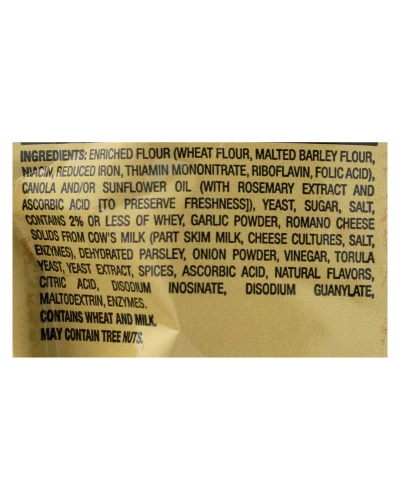 INGREDIENTS: ENRICHED FLOUR (WHEAT FLOUR, MALTED BARLEY FLOUR,
NIACIN, REDUCED IRON, THIAMIN MONONITRATE, RIBOFLAVIN, FOLIC ACID),
CANOLA AND/OR SUNFLOWER OIL (WITH ROSEMARY EXTRACT AND
ASCORBIC ACID [TO PRESERVE FRESHNESS]), YEAST, SUGAR, SALT,
CONTAINS 2% OR LESS OF WHEY, GARLIC POWDER, ROMANO CHEESE
SOLIDS FROM COW'S MILK (PART SKIM MILK, CHEESE CULTURES, SALT,
ENZYMES), DEHYDRATED PARSLEY, ONION POWDER, VINEGAR, TORULA
YEAST, YEAST EXTRACT, SPICES, ASCORBIC ACID, NATURAL FLAVORS,
CITRIC ACID, DISODIUM INOSINATE, DISODIUM GUANYLATE,
MALTODEXTRIN, ENZYMES.
CONTAINS WHEAT AND MILK.
MAY CONTAIN TREE NUTS.